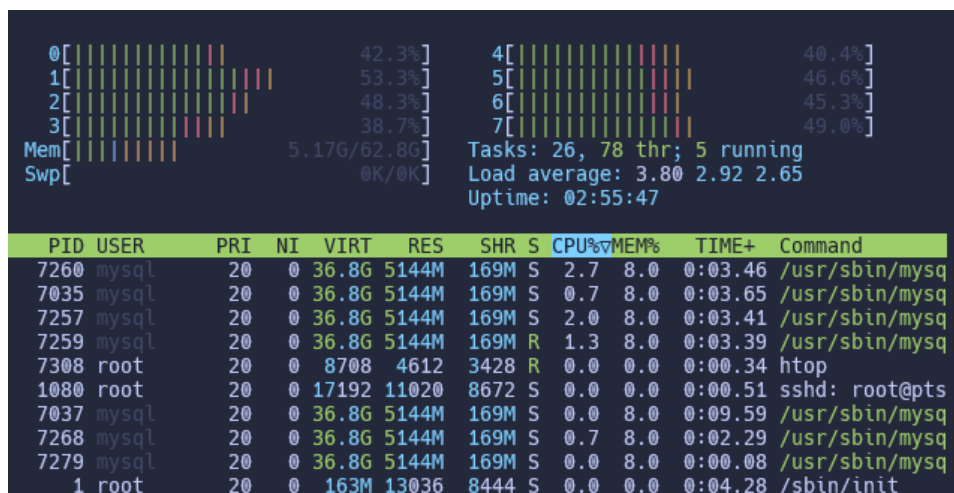 0[||||||||||||| 42.3%] 4[|||||||||||||| 40.4%]
1[||||||||||||||||| 53.3%] 5[||||||||||||||| 46.6%]
2[||||||||||||||| 48.3%] 6[|||||||||||||| 45.3%]
3[||||||||||||| 38.7%] 7[||||||||||||||| 49.0%]
Mem[||||||||| 5.17G/62.8G] Tasks: 26, 78 thr; 5 running
Swp[ 0K/0K] Load average: 3.80 2.92 2.65
Uptime: 02:55:47
PID USER PRI NI VIRT RES SHR S CPU%▽MEM% TIME+ Command
7260 mysql 20 0 36.8G 5144M 169M S 2.7 8.0 0:03.46 /usr/sbin/mysq
7035 mysql 20 0 36.8G 5144M 169M S 0.7 8.0 0:03.65 /usr/sbin/mysq
7257 mysql 20 0 36.8G 5144M 169M S 2.0 8.0 0:03.41 /usr/sbin/mysq
7259 mysql 20 0 36.8G 5144M 169M R 1.3 8.0 0:03.39 /usr/sbin/mysq
7308 root 20 0 8708 4612 3428 R 0.0 0.0 0:00.34 htop
1080 root 20 0 17192 11020 8672 S 0.0 0.0 0:00.51 sshd: root@pts
7037 mysql 20 0 36.8G 5144M 169M S 0.0 8.0 0:09.59 /usr/sbin/mysq
7268 mysql 20 0 36.8G 5144M 169M S 0.7 8.0 0:02.29 /usr/sbin/mysq
7279 mysql 20 0 36.8G 5144M 169M S 0.0 8.0 0:00.08 /usr/sbin/mysq
1 root 20 0 163M 13036 8444 S 0.0 0.0 0:04.28 /sbin/init